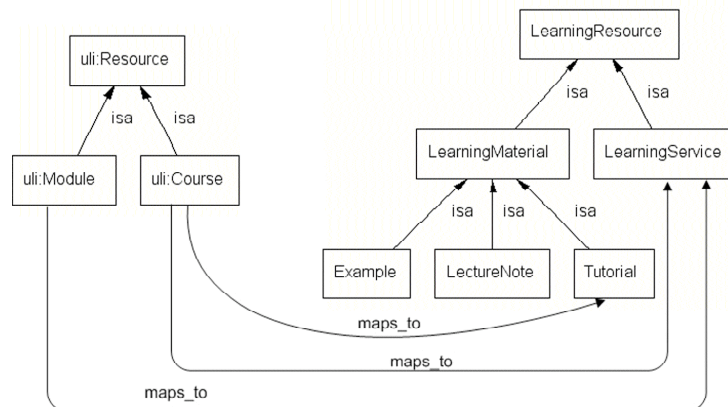 LearningResource
uli:Resource
isa
isa
isa
isa
uli:Module
uli:Course
LearningMaterial
LearningService
isa
isa
isa
Example
LectureNote
Tutorial
maps_to
maps_to
maps_to